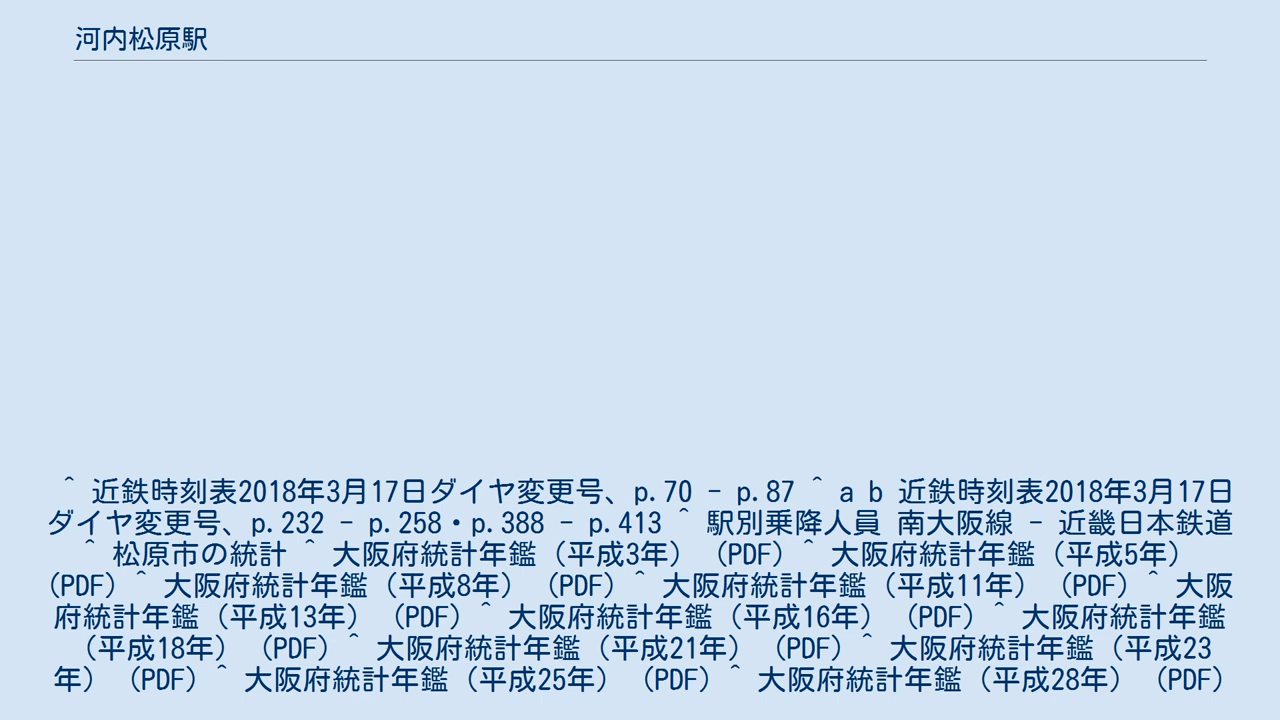 河内松原駅
^ 近鉄時刻表2018年3月17日ダイヤ変更号、p.70 - p.87 ^ a b 近鉄時刻表2018年3月17日
ダイヤ変更号、p.232 - p.258・p.388 - p.413 ^ 駅別乗降人員 南大阪線 - 近畿日本鉄道
^ 松原市の統計 ^ 大阪府統計年鑑（平成3年）（PDF）^ 大阪府統計年鑑（平成5年）
（PDF）^ 大阪府統計年鑑（平成8年）（PDF）^ 大阪府統計年鑑（平成11年）（PDF）^ 大阪
府統計年鑑（平成13年）（PDF）^ 大阪府統計年鑑（平成16年）（PDF）^ 大阪府統計年鑑
（平成18年）（PDF）^ 大阪府統計年鑑（平成21年）（PDF）^ 大阪府統計年鑑（平成23
年）（PDF）^ 大阪府統計年鑑（平成25年）（PDF）^ 大阪府統計年鑑（平成28年）（PDF）